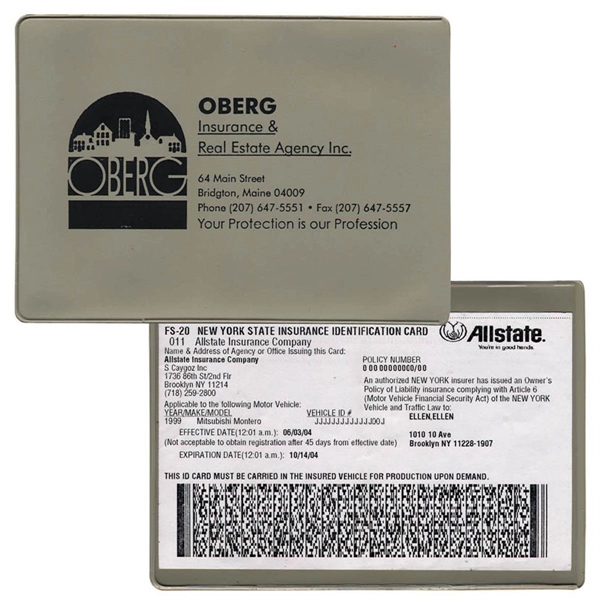 OBERG
OBERG
Insurance &
Real Estate Agency Inc.
64 Main Street
Bridgton, Maine 04009
Phone (207) 647-5551 • Fax (207) 647-5557
Your Protection is our Profession
FS-20 NEW YORK STATE INSURANCE IDENTIFICATION CARD
011 Allstate Insurance Company
Allstate.
You're in good hands.
Name & Address of Agency or Office Issuing this Card:
Allstate Insurance Company
S Caygoz Inc
1736 86th St/2nd Flr
Brooklyn NY 11214
(718) 259-2800
Applicable to the following Motor Vehicle:
YEAR/MAKE/MODEL VEHICLE ID #
1999 Mitsubishi Montero JJJJJJJJJJJJJ00J
EFFECTIVE DATE(12:01 a.m.): 06/03/04
(Not acceptable to obtain registration after 45 days from effective date)
EXPIRATION DATE(12:01 a.m.): 10/14/04
POLICY NUMBER
0 00 00000000/00
An authorized NEW YORK insurer has issued an Owner's
Policy of Liability insurance complying with Article 6
(Motor Vehicle Financial Security Act) of the NEW YORK
Vehicle and Traffic Law to:
ELLEN,ELLEN
1010 10 Ave
Brooklyn NY 11228-1907
THIS ID CARD MUST BE CARRIED IN THE INSURED VEHICLE FOR PRODUCTION UPON DEMAND.